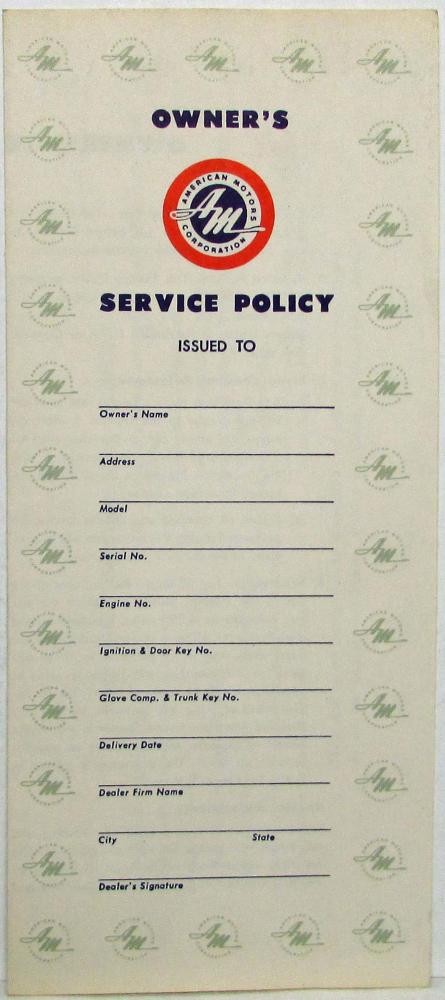 OWNER'S
AMERICAN MOTORS
AM
CORPORATION
SERVICE POLICY
ISSUED TO
Owner's Name
Address
Model
Serial No.
Engine No.
Ignition & Door Key No.
Glove Comp. & Trunk Key No.
Delivery Date
Dealer Firm Name
City State
Dealer's Signature